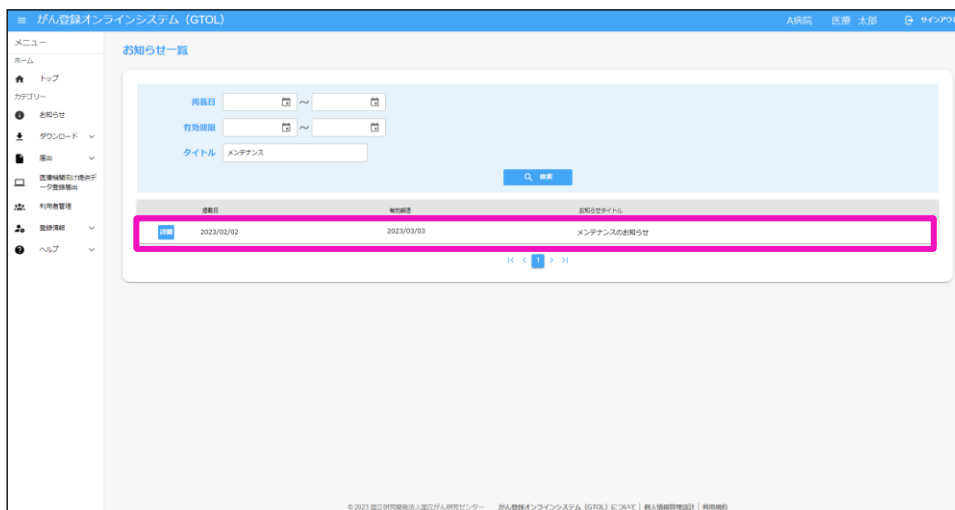 がん登録オンラインシステム（GTOL）
A病院 医療 太郎 サインアウト
メニュー
ホーム
トップ
カテゴリー
お知らせ
ダウンロード
届出
医療機関向け提供デ
ータ登録届出
利用者管理
登録情報
ヘルプ
お知らせ一覧
掲載日 ～
有効期限 ～
タイトル メンテナンス
検索
掲載日 有効期限 お知らせタイトル
詳細 2023/02/02 2023/03/03 メンテナンスのお知らせ
1
© 2023 国立研究開発法人国立がん研究センター がん登録オンラインシステム（GTOL）について | 個人情報管理設計 | 利用規約